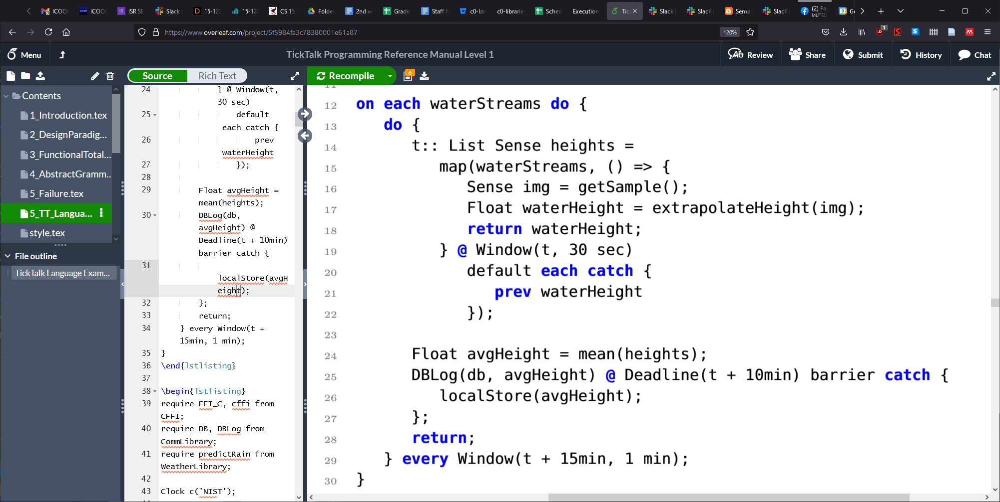 ICOO
CONF ICOO
ISR SE
Slack
D 15-122
15-122
CS 15-
Folder
2nd w
Grade
Staff M
c0-lan
c0-librarie
Sched
Execution
Tick
Slack
Slack
Semar
Slack
(2) Fac
MUTED
9 Go
https://www.overleaf.com/project/5f5984fa3c78380001e61a87
120%
1
Menu
TickTalk Programming Reference Manual Level 1
Review
Share
Submit
History
Chat
Source
Rich Text
Recompile
6
Contents
1_Introduction.tex
2_DesignParadig...
3_FunctionalTotal...
4_AbstractGramm...
5_Failure.tex
5_TT_Langua...
style.tex
File outline
TickTalk Language Exam...
24 } @ Window(t,
30 sec)
25 default
each catch {
26 prev
waterHeight
27 });
28
29 Float avgHeight =
mean(heights);
30 DBLog(db,
avgHeight) @
Deadline(t + 10min)
barrier catch {
31
localStore(avgH
eight);
32 };
33 return;
34 } every Window(t +
15min, 1 min);
35 }
36 \end{lstlisting}
37
38 \begin{lstlisting}
39 require FFI_C, cffi from
CFFI;
40 require DB, DBLog from
CommLibrary;
41 require predictRain from
WeatherLibrary;
42
43 Clock c('NIST');
12 on each waterStreams do {
13 do {
14 t:: List Sense heights =
15 map(waterStreams, () => {
16 Sense img = getSample();
17 Float waterHeight = extrapolateHeight(img);
18 return waterHeight;
19 } @ Window(t, 30 sec)
20 default each catch {
21 prev waterHeight
22 });
23
24 Float avgHeight = mean(heights);
25 DBLog(db, avgHeight) @ Deadline(t + 10min) barrier catch {
26 localStore(avgHeight);
27 };
28 return;
29 } every Window(t + 15min, 1 min);
30 }